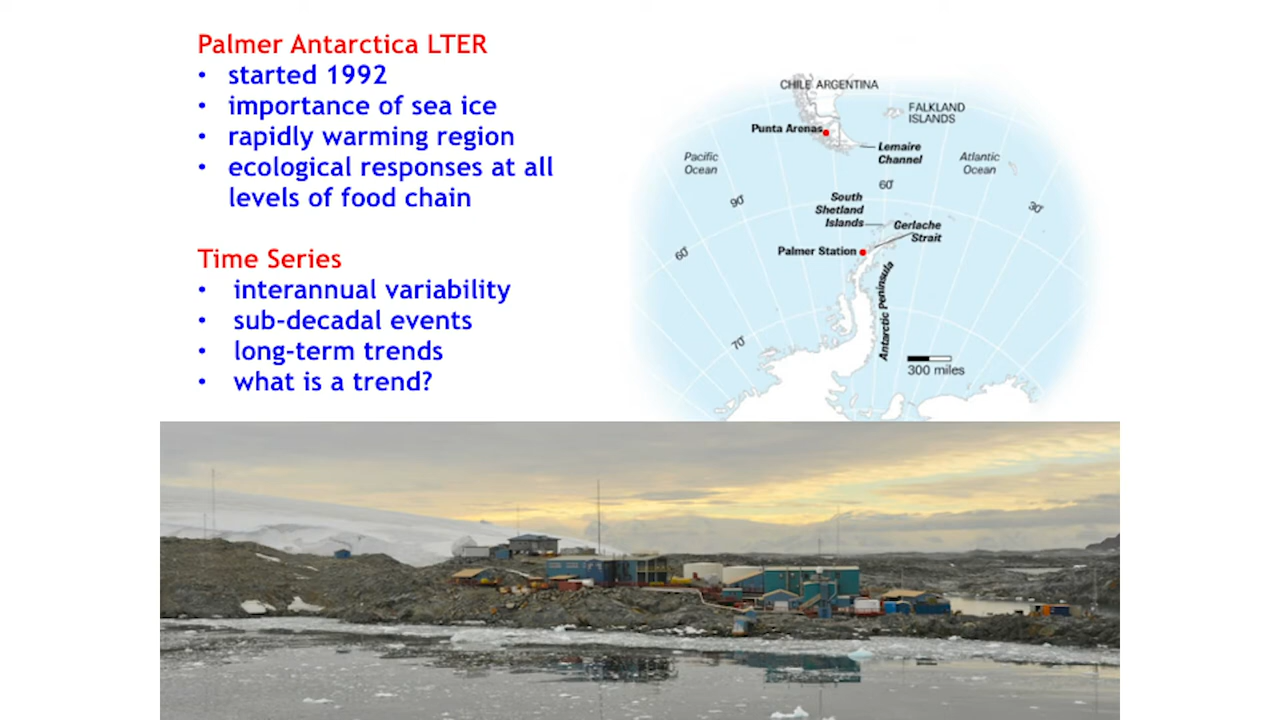 Palmer Antarctica LTER
• started 1992
• importance of sea ice
• rapidly warming region
• ecological responses at all
levels of food chain
Time Series
• interannual variability
• sub-decadal events
• long-term trends
• what is a trend?
CHILE ARGENTINA
FALKLAND
ISLANDS
Punta Arenas
Lemaire
Channel
Pacific
Ocean
Atlantic
Ocean
60°
90°
South
Shetland
Islands
30°
Gerlache
Strait
60°
Palmer Station
Antarctic Peninsula
70°
300 miles